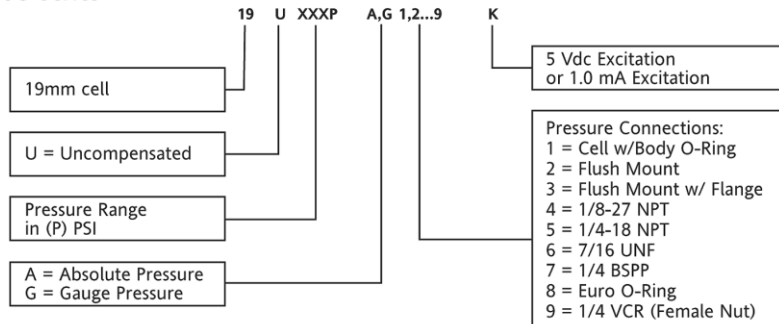 19 U XXXP A,G 1,2...9 K
19mm cell
U = Uncompensated
Pressure Range
in (P) PSI
A = Absolute Pressure
G = Gauge Pressure
5 Vdc Excitation
or 1.0 mA Excitation
Pressure Connections:
1 = Cell w/Body O-Ring
2 = Flush Mount
3 = Flush Mount w/ Flange
4 = 1/8-27 NPT
5 = 1/4-18 NPT
6 = 7/16 UNF
7 = 1/4 BSPP
8 = Euro O-Ring
9 = 1/4 VCR (Female Nut)